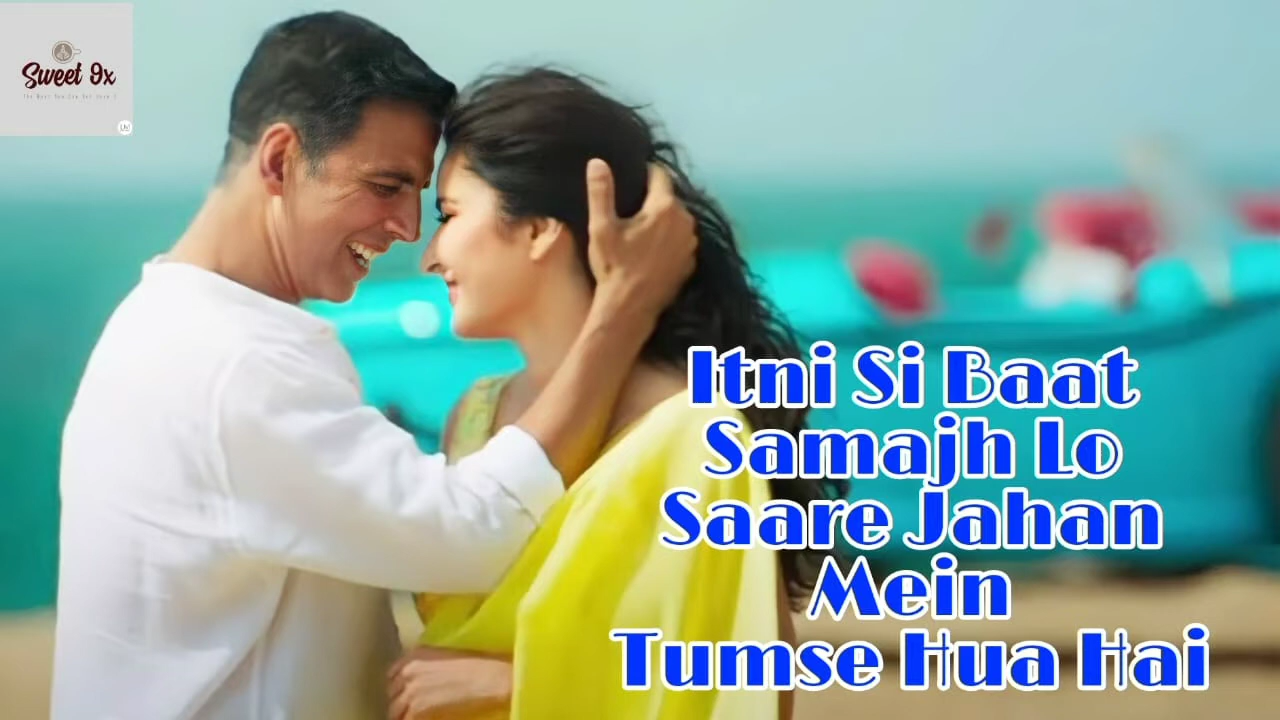 Sweet 9x
Itni Si Baat
Samajh Lo
Saare Jahan
Mein
Tumse Hua Hai